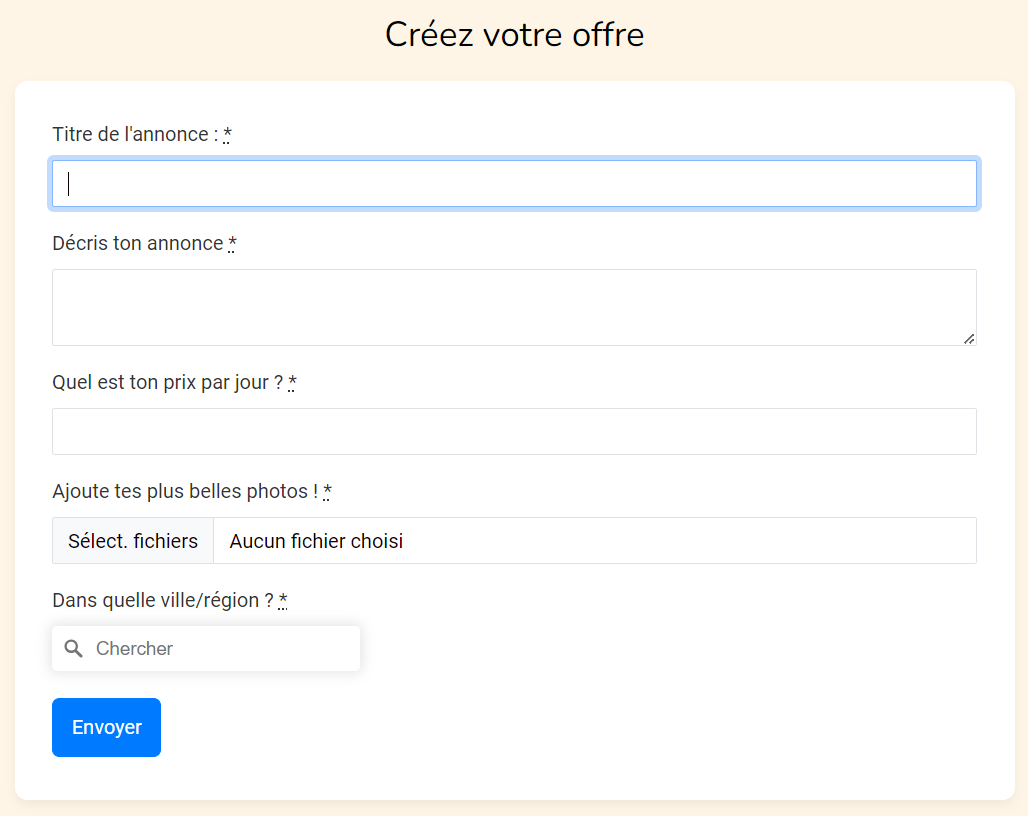 Créez votre offre
Titre de l'annonce : *
Décris ton annonce *
Quel est ton prix par jour ? *
Ajoute tes plus belles photos ! *
Sélect. fichiers Aucun fichier choisi
Dans quelle ville/région ? *
Chercher
Envoyer